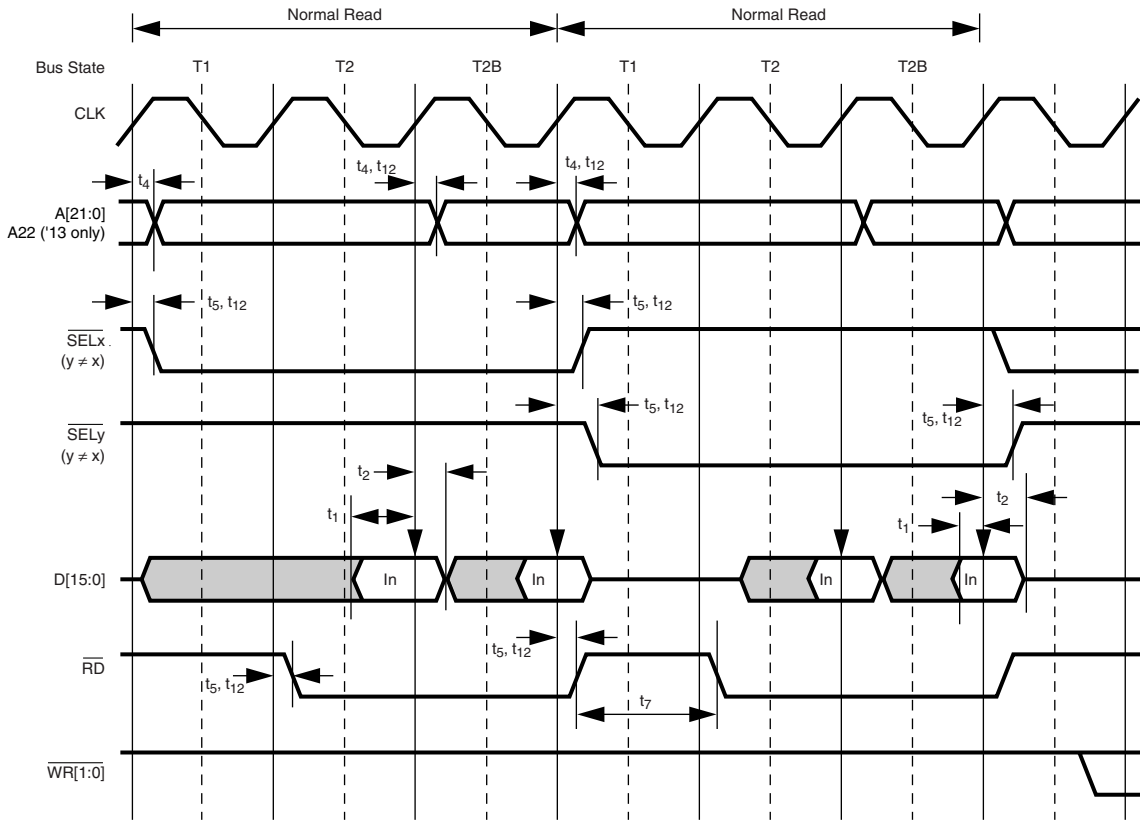 Normal Read Normal Read
Bus State T1 T2 T2B T1 T2 T2B
CLK
t4 t4, t12 t4, t12
A[21:0]
A22 ('13 only)
t5, t12 t5, t12
SELx
(y ≠ x)
t5, t12 t5, t12
SELy
(y ≠ x)
t2 t2
t1 t1
D[15:0] In In In In
t5, t12
RD
t5, t12
t7
WR[1:0]